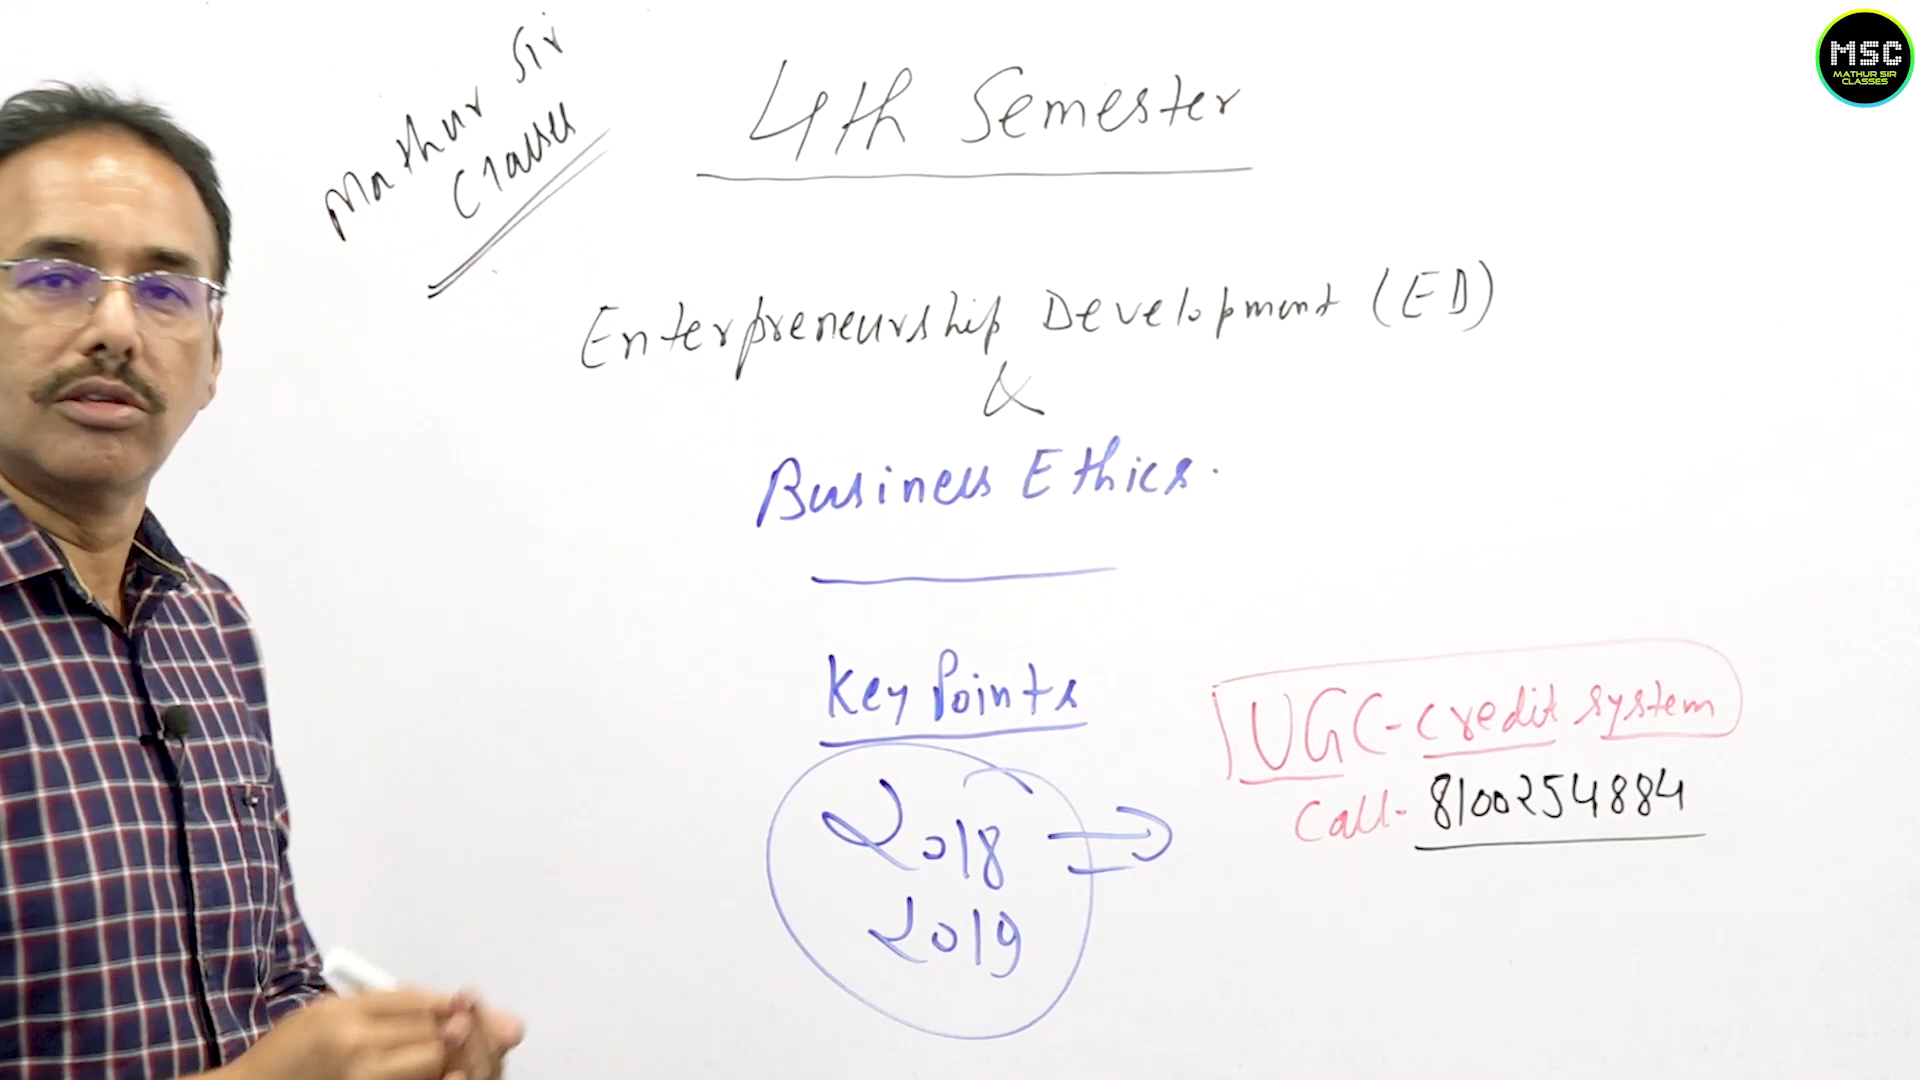 Mathur Sir
Classes
4th Semester
Enterpreneurship Development (ED)
&
Business Ethics.
Key Points
2018
2019
UGC-credit system
Call- 8100254884
MSC
MATHUR SIR
CLASSES